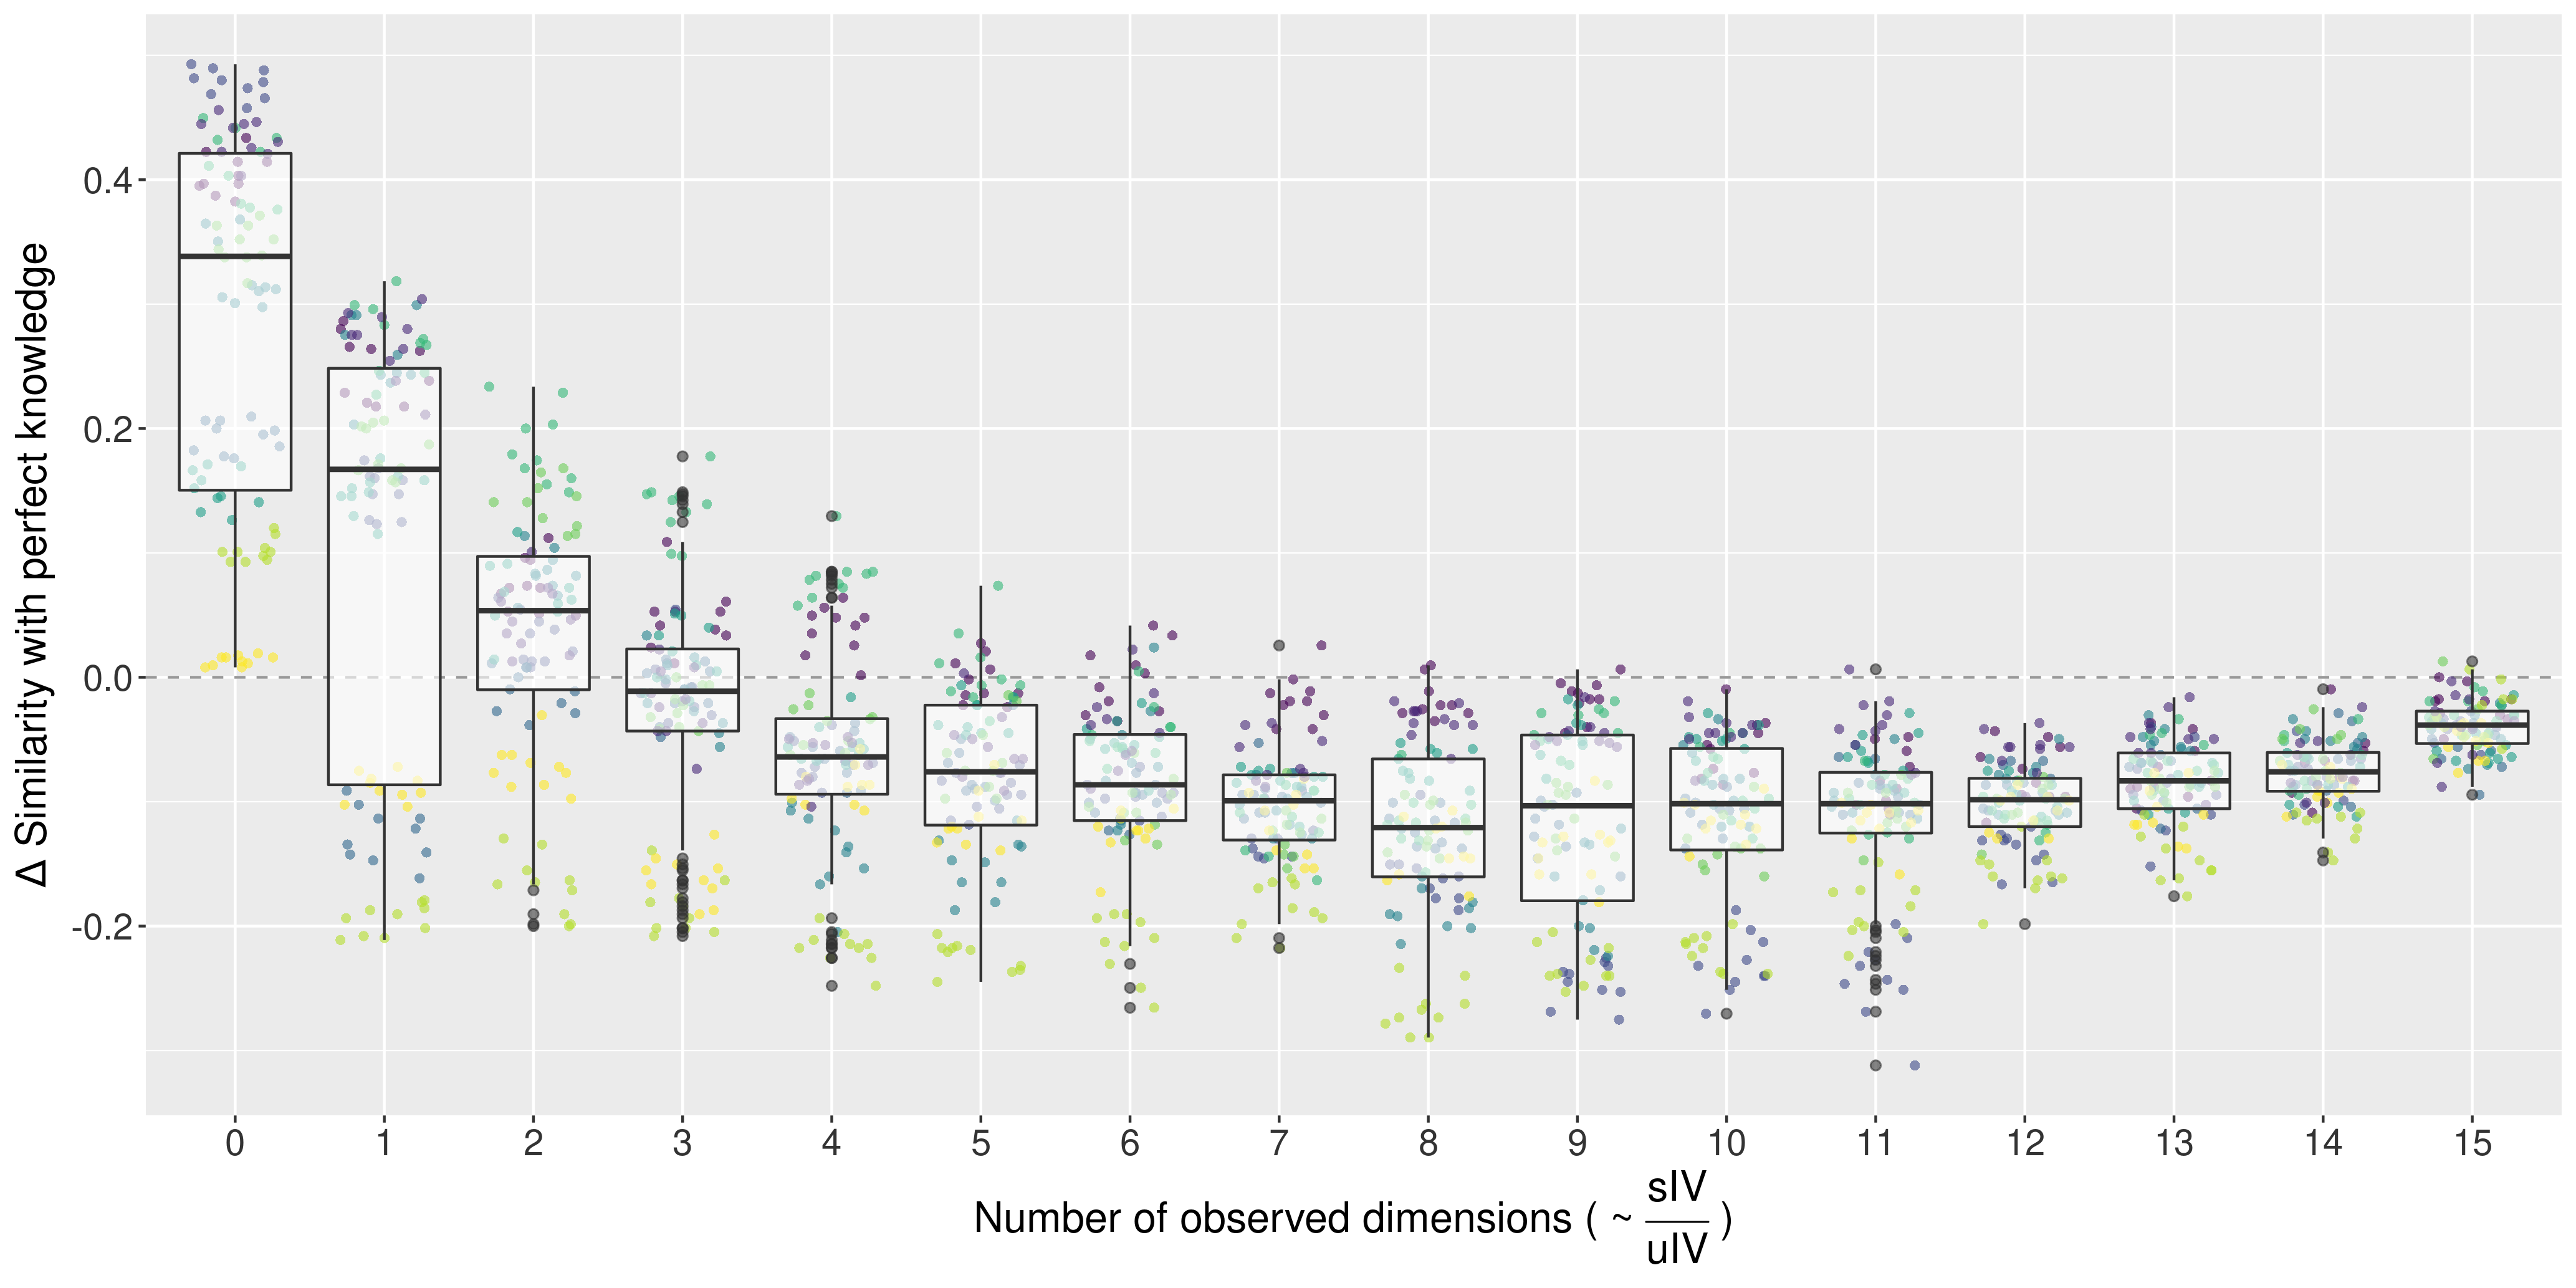 Δ Similarity with perfect knowledge
0.4
0.2
0.0
-0.2
0 1 2 3 4 5 6 7 8 9 10 11 12 13 14 15
Number of observed dimensions ( ~ sIV / uIV )